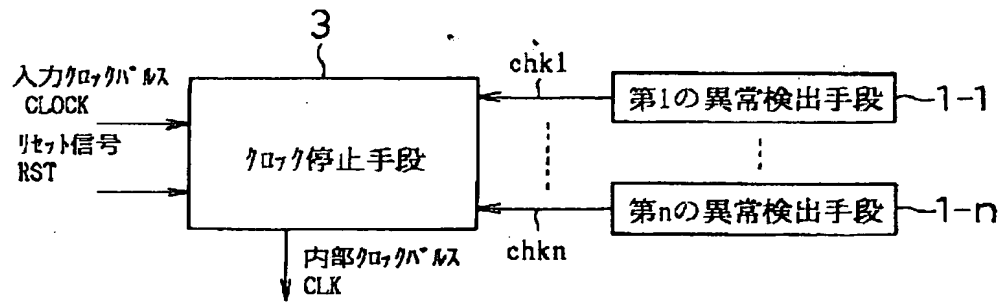 3
入力ｸﾛｯｸﾊﾟﾙｽ
CLOCK
ﾘｾｯﾄ信号
RST
ｸﾛｯｸ停止手段
chk1
第1の異常検出手段
1-1
第nの異常検出手段
1-n
chkn
内部ｸﾛｯｸﾊﾟﾙｽ
CLK